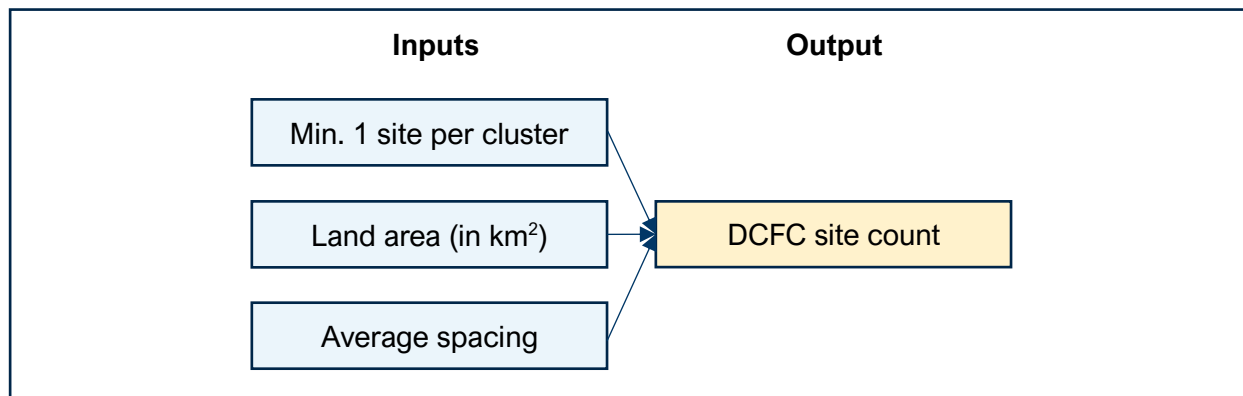 Inputs
Output
Min. 1 site per cluster
Land area (in km²)
DCFC site count
Average spacing